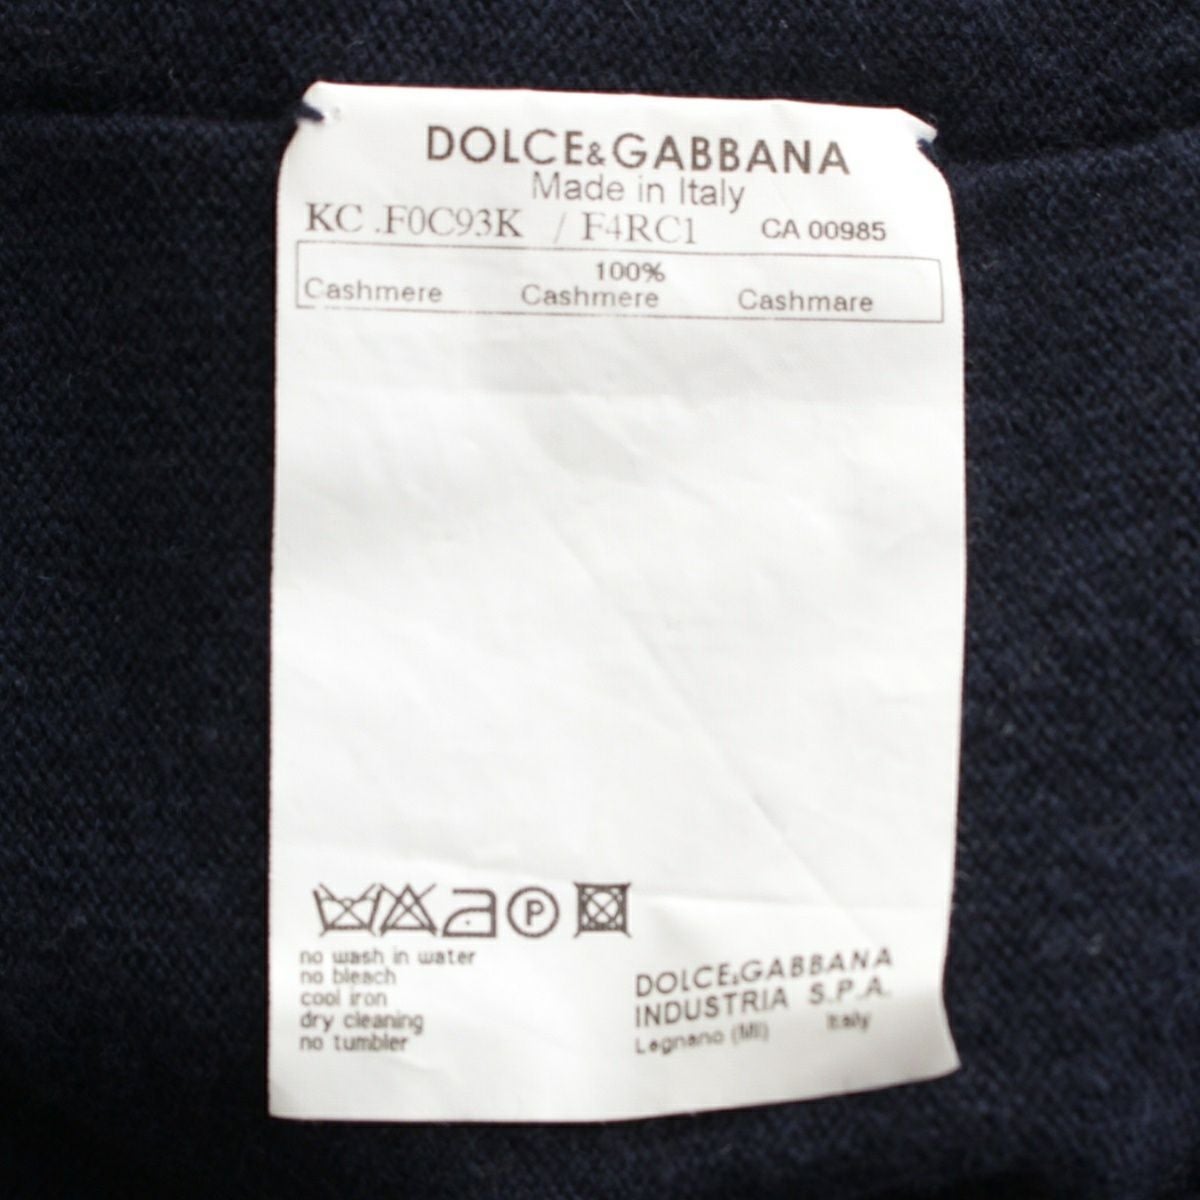 DOLCE&GABBANA
Made in Italy
KC .F0C93K / F4RC1 CA 00985
100%
Cashmere Cashmere Cashmare
P
no wash in water
no bleach
cool iron
dry cleaning
no tumbler
DOLCE&GABBANA
INDUSTRIA S.P.A.
Legnano (MI) Italy